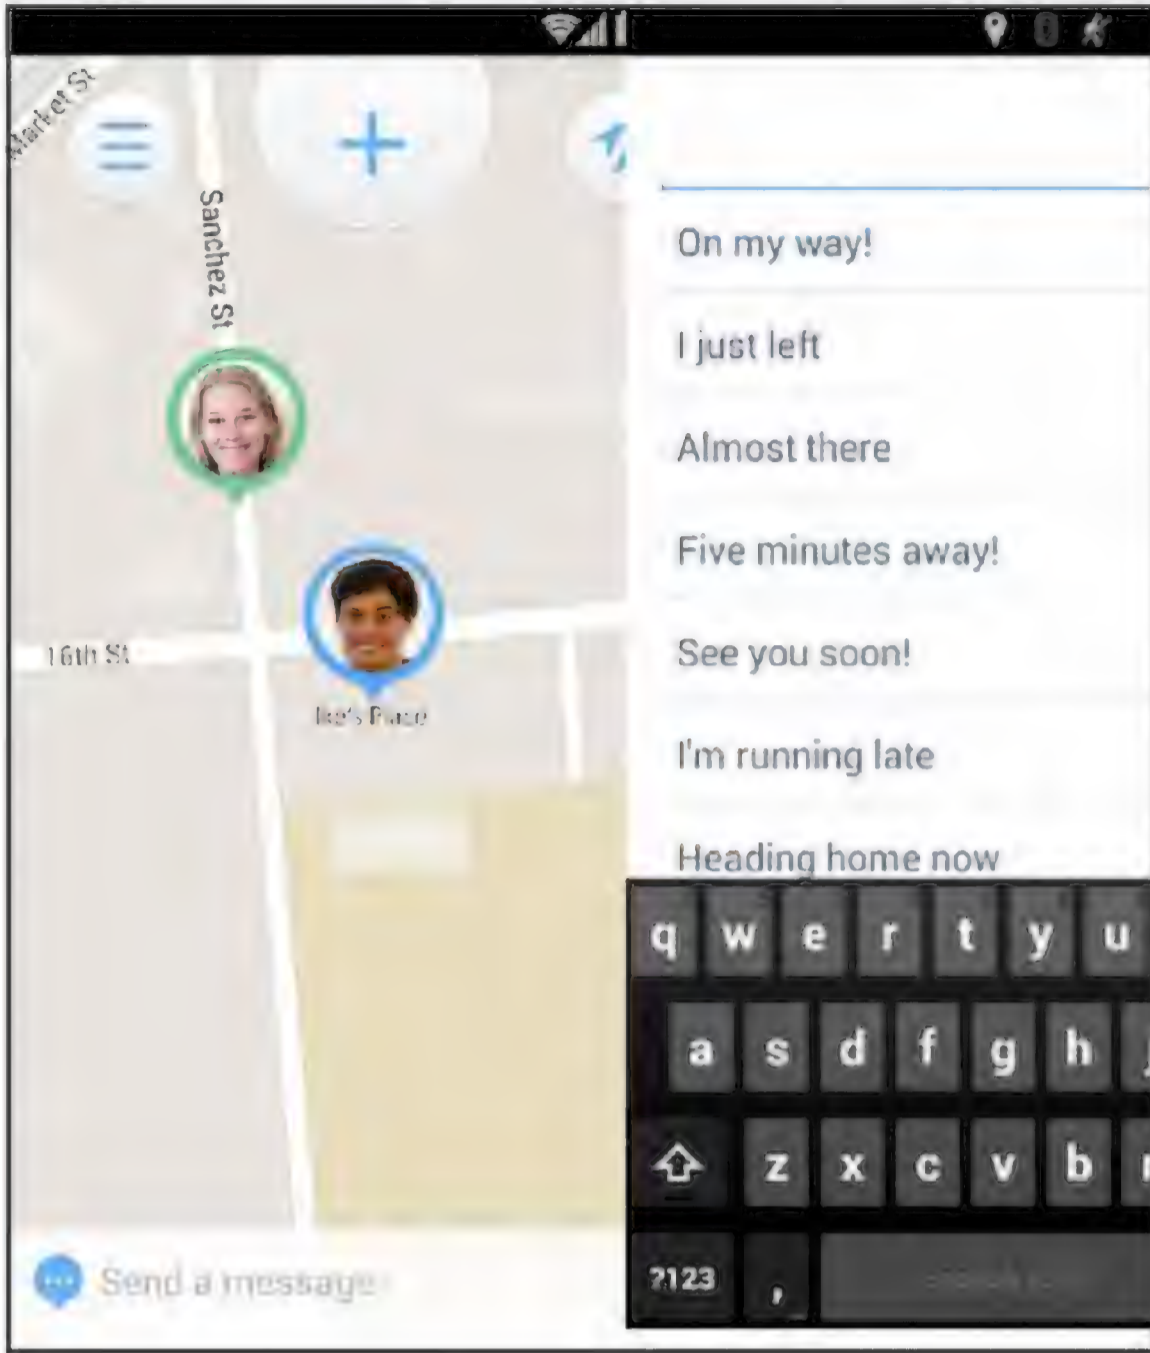 Market St
Sanchez St
16th St
Send a message
On my way!
I just left
Almost there
Five minutes away!
See you soon!
I'm running late
Heading home now
q w e r t y u
a s d f g h
z x c v b
?123 ,